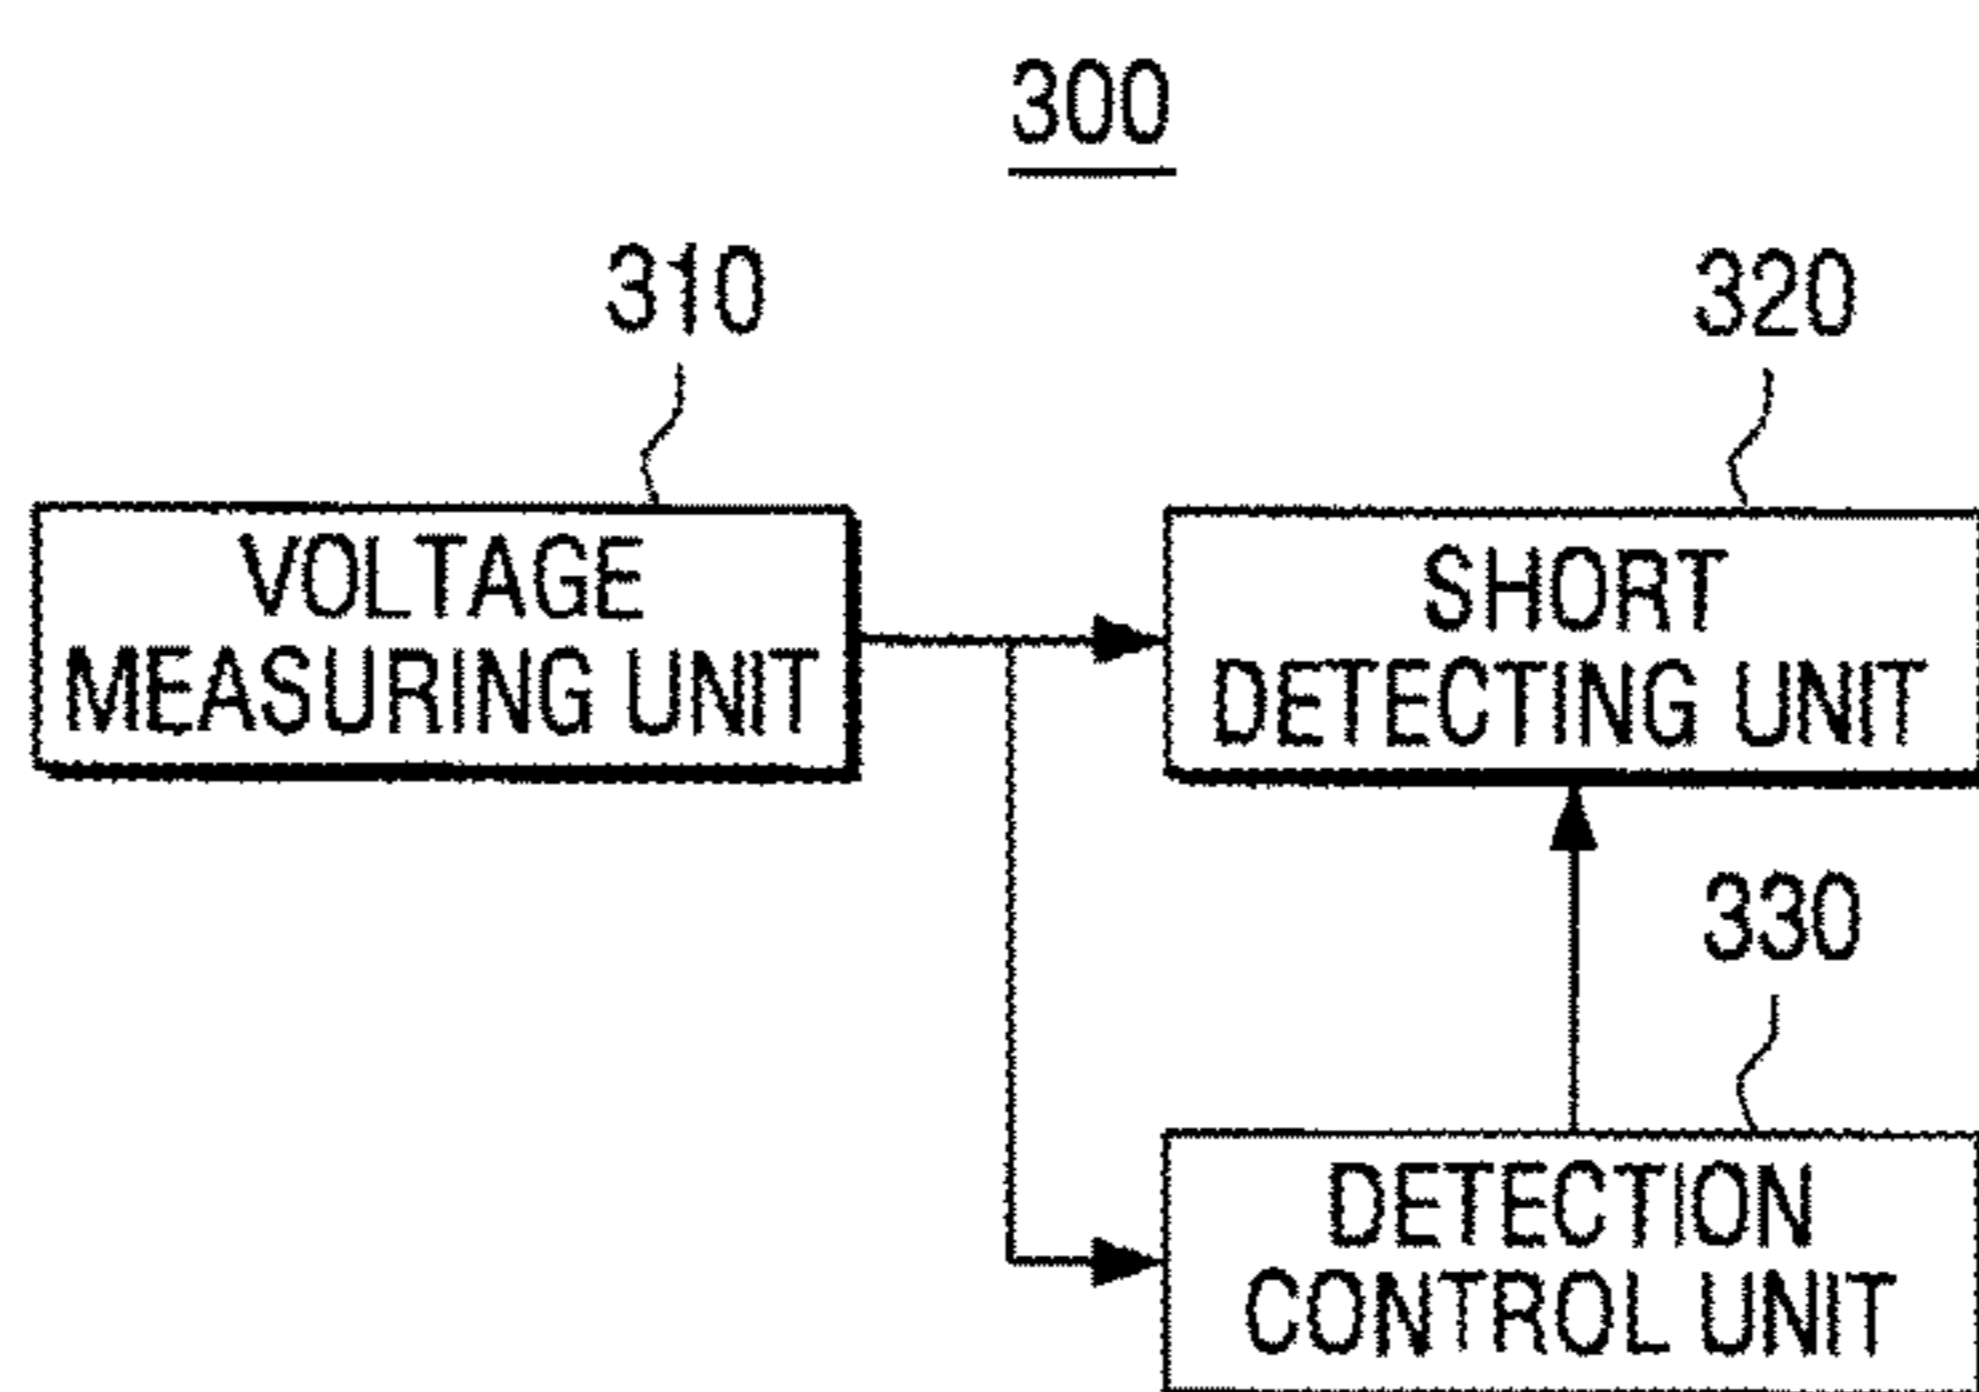 300
310
320
VOLTAGE
MEASURING UNIT
SHORT
DETECTING UNIT
330
DETECTION
CONTROL UNIT